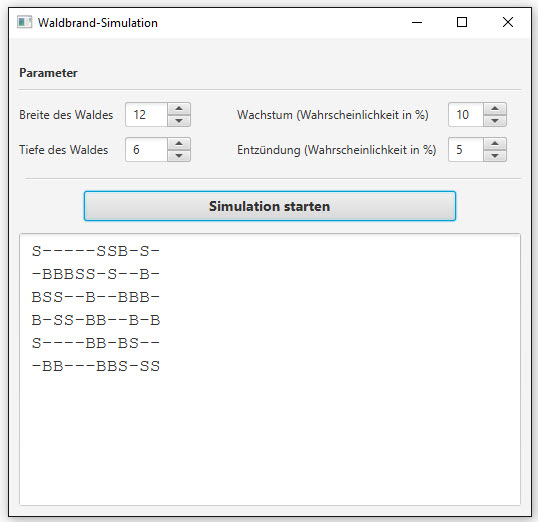 Waldbrand-Simulation
Parameter
Breite des Waldes 12 Wachstum (Wahrscheinlichkeit in %) 10
Tiefe des Waldes 6 Entzündung (Wahrscheinlichkeit in %) 5
Simulation starten
S-----SSB-S-
-BBBSS-S--B-
BSS--B--BBB-
B-SS-BB--B-B
S----BB-BS--
-BB---BBS-SS